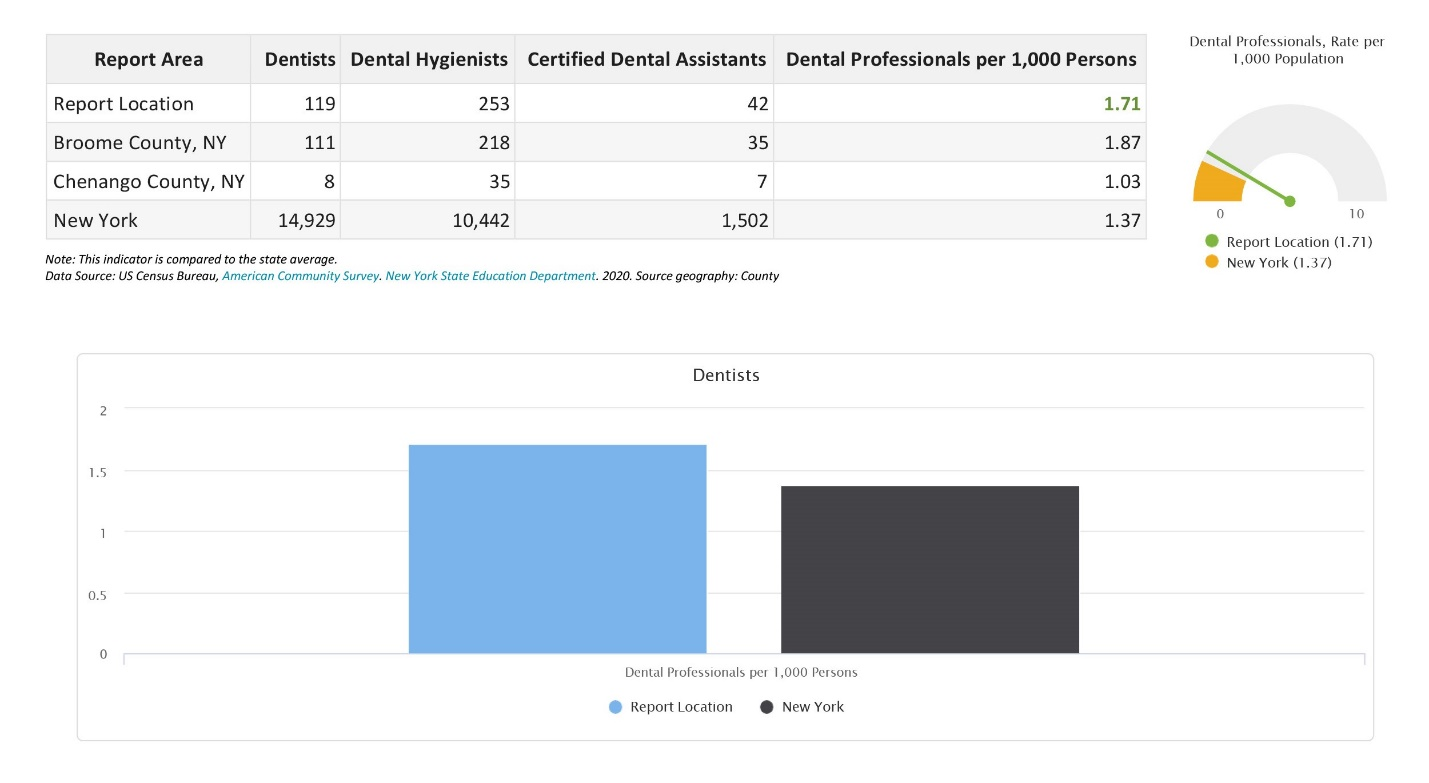 Report Area Dentists Dental Hygienists Certified Dental Assistants Dental Professionals per 1,000 Persons
Report Location 119 253 42 1.71
Broome County, NY 111 218 35 1.87
Chenango County, NY 8 35 7 1.03
New York 14,929 10,442 1,502 1.37
Note: This indicator is compared to the state average.
Data Source: US Census Bureau, American Community Survey. New York State Education Department. 2020. Source geography: County
Dental Professionals, Rate per
1,000 Population
0 10
Report Location (1.71)
New York (1.37)
Dentists
2
1.5
1
0.5
0
Dental Professionals per 1,000 Persons
Report Location New York